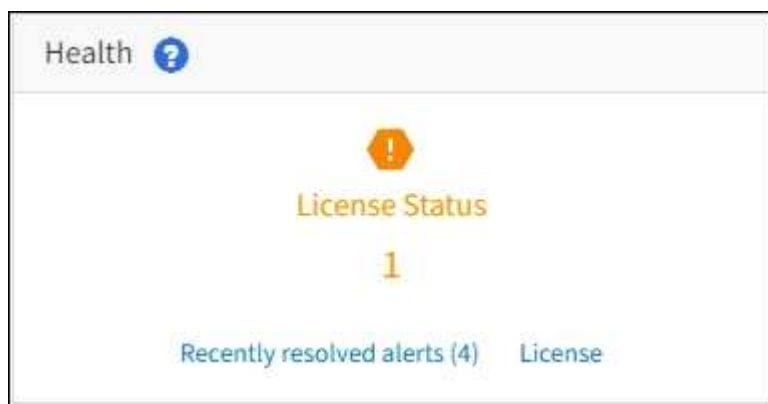 Health ?
!
License Status
1
Recently resolved alerts (4) License